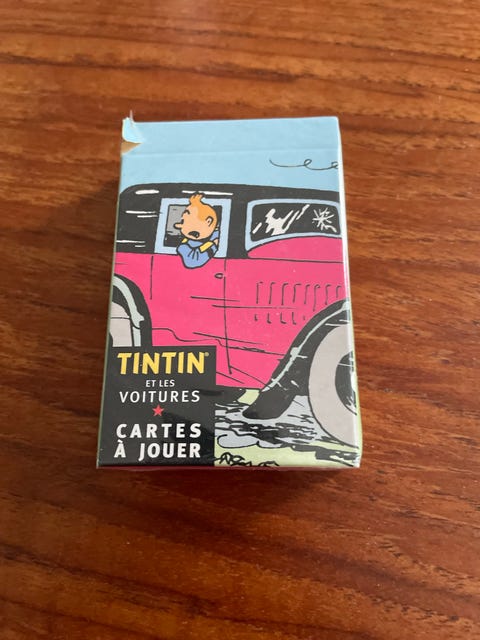 TINTIN®
ET LES
VOITURES
CARTES
À JOUER